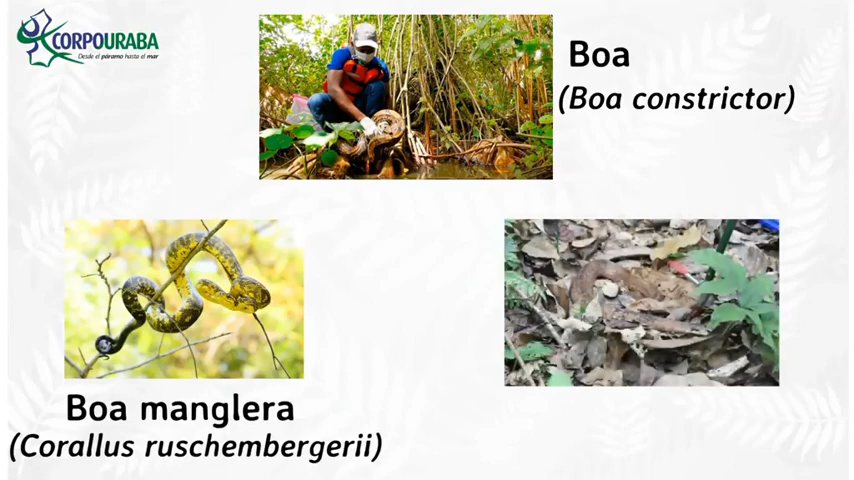 CORPOURABA
Desde el páramo hasta el mar
Boa
(Boa constrictor)
Boa manglera
(Corallus ruschembergerii)